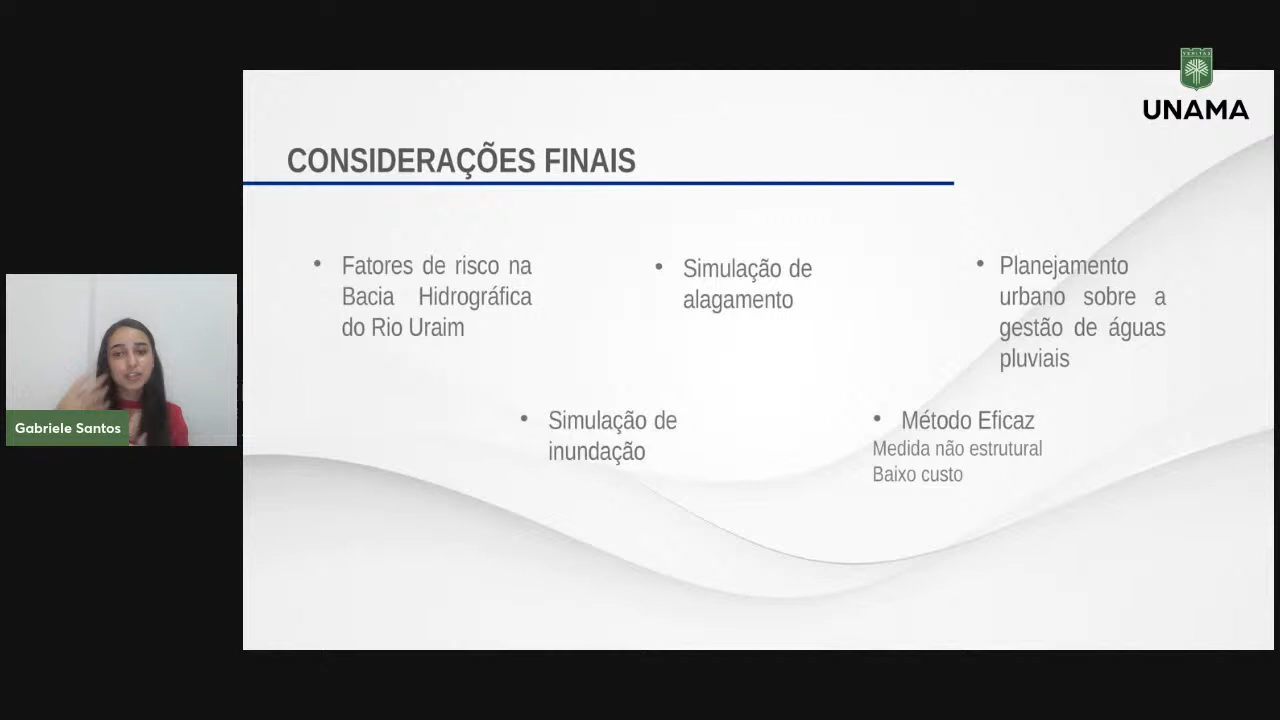 VERITAS
UNAMA
CONSIDERAÇÕES FINAIS
• Fatores de risco na
Bacia Hidrográfica
do Rio Uraim
• Simulação de
alagamento
• Planejamento
urbano sobre a
gestão de águas
pluviais
• Simulação de
inundação
• Método Eficaz
Medida não estrutural
Baixo custo
Gabriele Santos